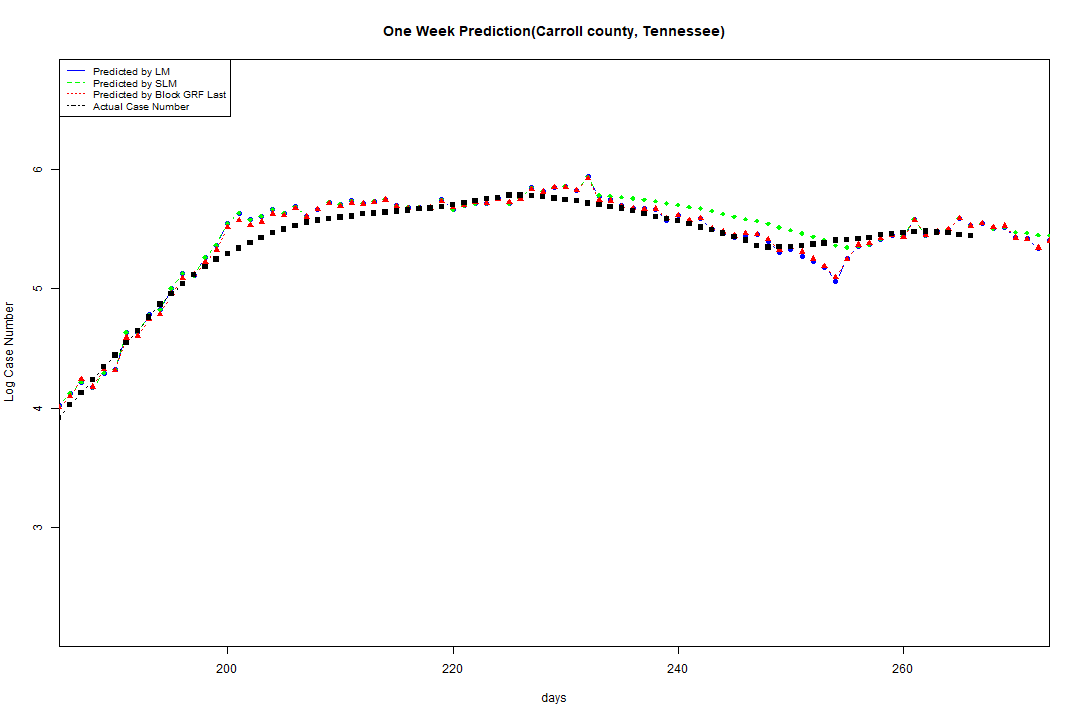 One Week Prediction(Carroll county, Tennessee)
Predicted by LM
Predicted by SLM
Predicted by Block GRF Last
Actual Case Number
6
5
4
3
Log Case Number
200 220 240 260
days